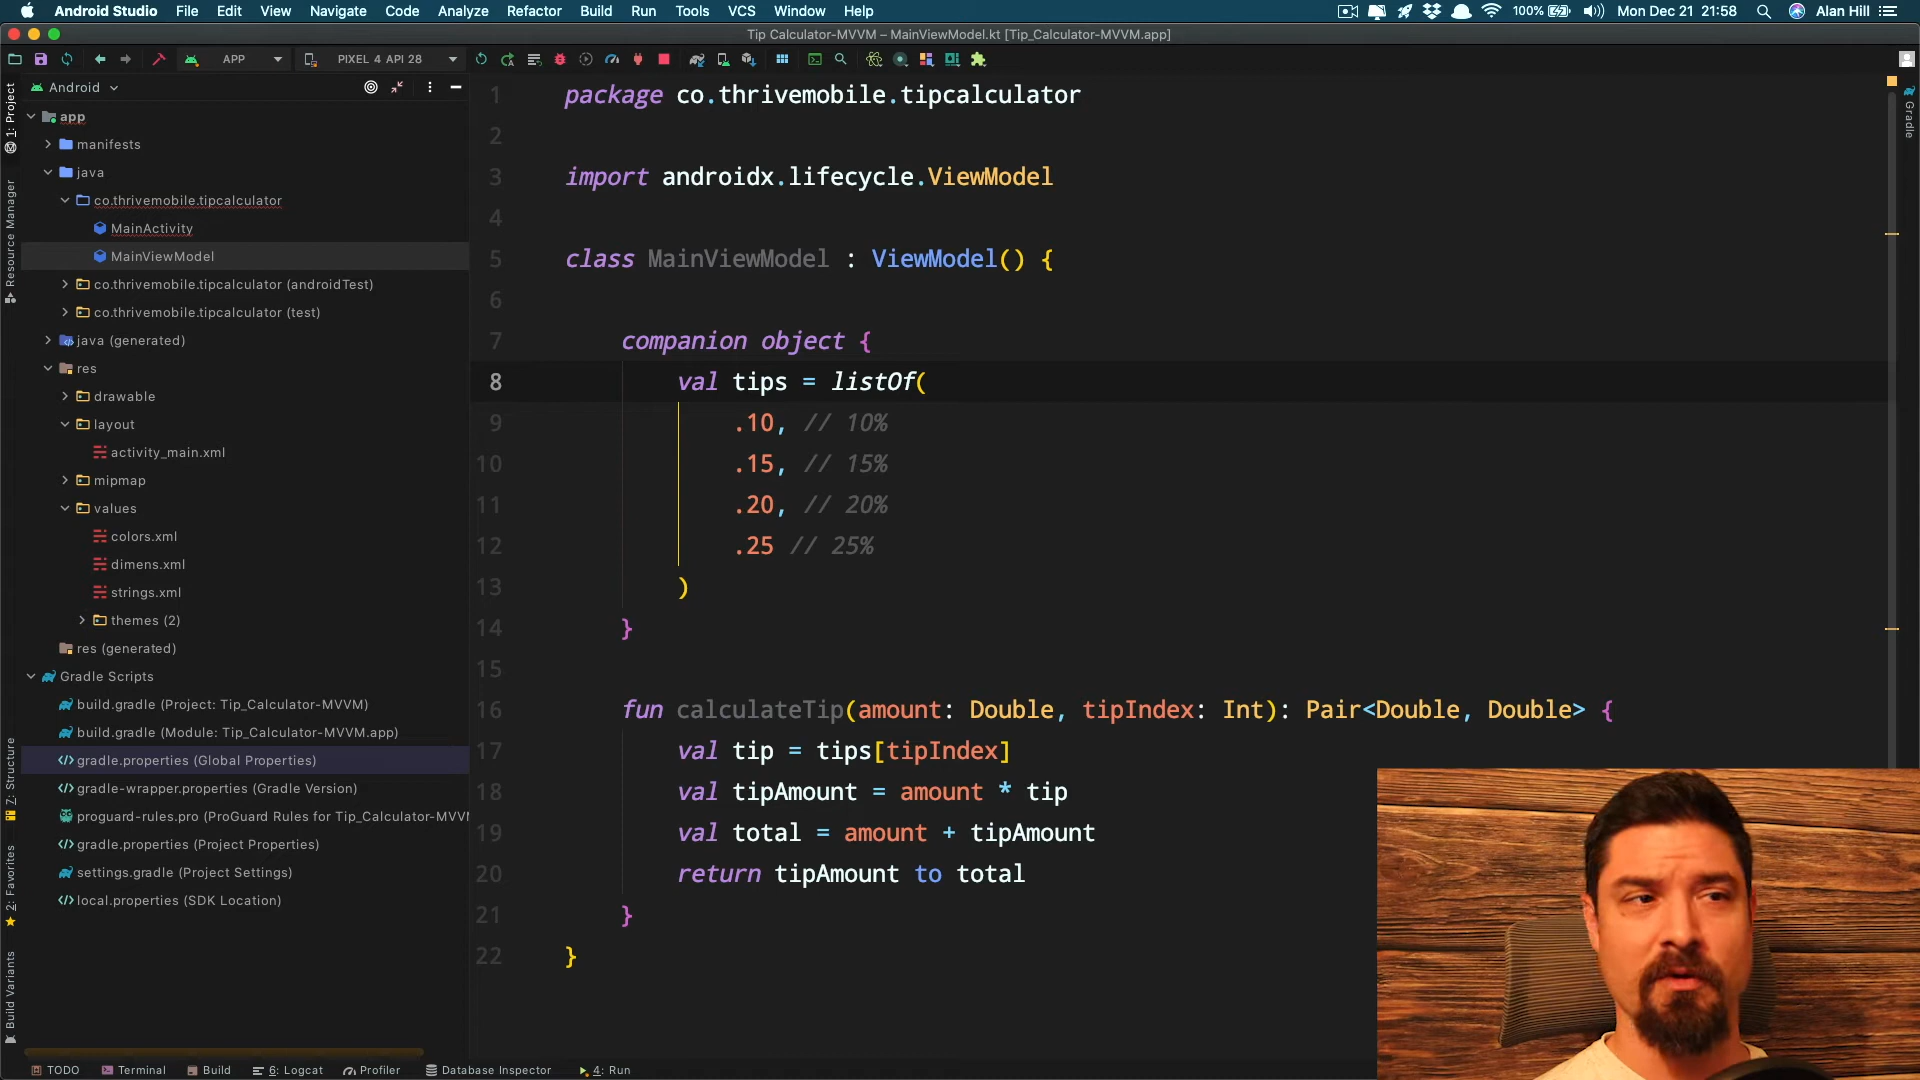 Android Studio File Edit View Navigate Code Analyze Refactor Build Run Tools VCS Window Help 100% Mon Dec 21 21:58 Alan Hill
Tip Calculator-MVVM – MainViewModel.kt [Tip_Calculator-MVVM.app]
APP PIXEL 4 API 28
Android
app
manifests
java
co.thrivemobile.tipcalculator
MainActivity
MainViewModel
co.thrivemobile.tipcalculator (androidTest)
co.thrivemobile.tipcalculator (test)
java (generated)
res
drawable
layout
activity_main.xml
mipmap
values
colors.xml
dimens.xml
strings.xml
themes (2)
res (generated)
Gradle Scripts
build.gradle (Project: Tip_Calculator-MVVM)
build.gradle (Module: Tip_Calculator-MVVM.app)
gradle.properties (Global Properties)
gradle-wrapper.properties (Gradle Version)
proguard-rules.pro (ProGuard Rules for Tip_Calculator-MVVM
gradle.properties (Project Properties)
settings.gradle (Project Settings)
local.properties (SDK Location)
1: Project
Resource Manager
Z: Structure
2: Favorites
Build Variants
1 package co.thrivemobile.tipcalculator
2
3 import androidx.lifecycle.ViewModel
4
5 class MainViewModel : ViewModel() {
6
7 companion object {
8 val tips = listOf(
9 .10, // 10%
10 .15, // 15%
11 .20, // 20%
12 .25 // 25%
13 )
14 }
15
16 fun calculateTip(amount: Double, tipIndex: Int): Pair<Double, Double> {
17 val tip = tips[tipIndex]
18 val tipAmount = amount * tip
19 val total = amount + tipAmount
20 return tipAmount to total
21 }
22 }
Gradle
TODO Terminal Build 6: Logcat Profiler Database Inspector 4: Run